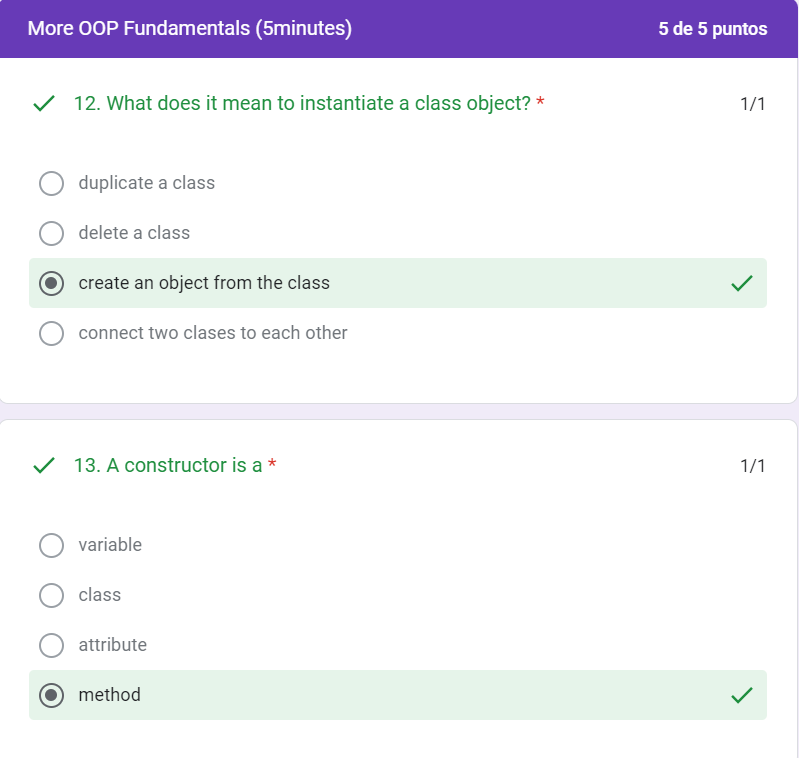 More OOP Fundamentals (5minutes) 5 de 5 puntos
12. What does it mean to instantiate a class object? * 1/1
duplicate a class
delete a class
create an object from the class
connect two clases to each other
13. A constructor is a * 1/1
variable
class
attribute
method